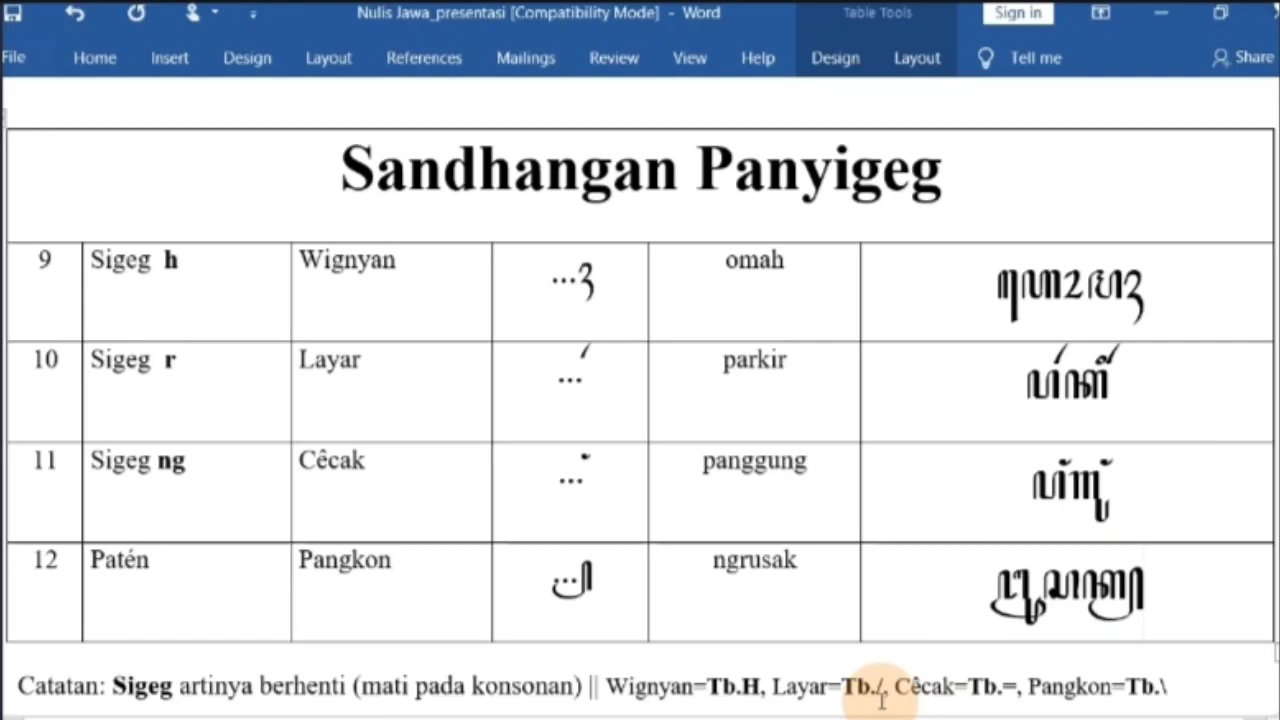 Nulis Jawa_presentasi [Compatibility Mode] - Word
Table Tools
Sign in
File Home Insert Design Layout References Mailings Review View Help Design Layout Tell me Share
Sandhangan Panyigeg
9 Sigeg h Wignyan ...ꦃ omah ꦲꦺꦴꦩꦃ
10 Sigeg r Layar ...ꦂ parkir ꦥꦂꦏꦶꦂ
11 Sigeg ng Cêcak ...ꦁ panggung ꦥꦁꦒꦸꦁ
12 Patén Pangkon ...꧀ ngrusak ꦔꦿꦸꦱꦏ꧀
Catatan: Sigeg artinya berhenti (mati pada konsonan) || Wignyan=Tb.H, Layar=Tb./, Cêcak=Tb.=, Pangkon=Tb.\